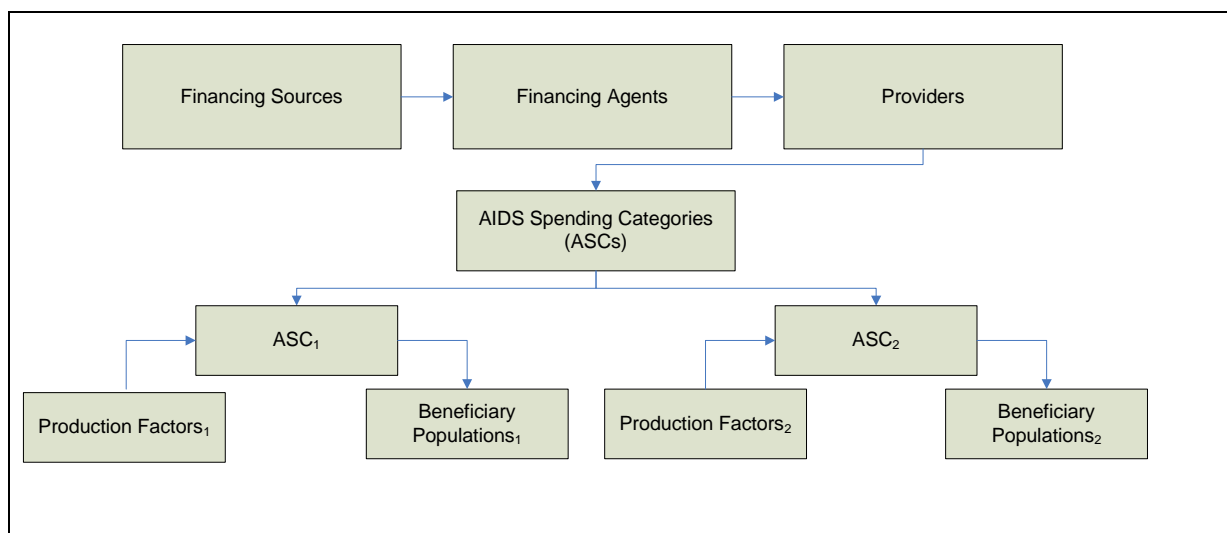 Financing Sources
Financing Agents
Providers
AIDS Spending Categories
(ASCs)
ASC₁
ASC₂
Production Factors₁
Beneficiary
Populations₁
Production Factors₂
Beneficiary
Populations₂